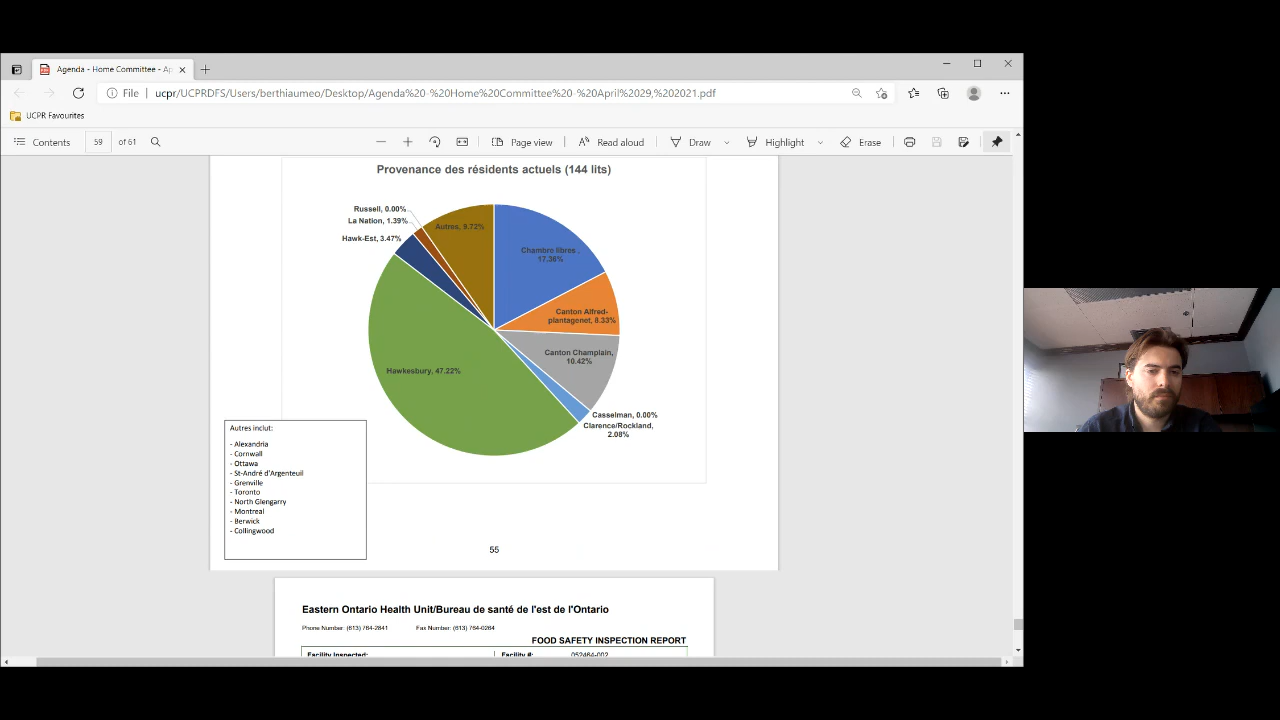 Agenda - Home Committee - Ap
File
ucpr/UCPRDFS/Users/berthiaumeo/Desktop/Agenda%20-%20Home%20Committee%20-%20April%2029,%202021.pdf
UCPR Favourites
Contents
59
of 61
Page view
Read aloud
Draw
Highlight
Erase
Provenance des résidents actuels (144 lits)
Russell, 0.00%
La Nation, 1.39%
Hawk-Est, 3.47%
Autres, 9.72%
Chambre libres ,
17.36%
Canton Alfred-
plantagenet, 8.33%
Canton Champlain,
10.42%
Hawkesbury, 47.22%
Casselman, 0.00%
Clarence/Rockland,
2.08%
Autres inclut:
- Alexandria
- Cornwall
- Ottawa
- St-André d'Argenteuil
- Grenville
- Toronto
- North Glengarry
- Montreal
- Berwick
- Collingwood
55
Eastern Ontario Health Unit/Bureau de santé de l'est de l'Ontario
Phone Number: (613) 764-2841
Fax Number: (613) 764-0264
FOOD SAFETY INSPECTION REPORT
Facility Inspected:
Facility #:
052464-002